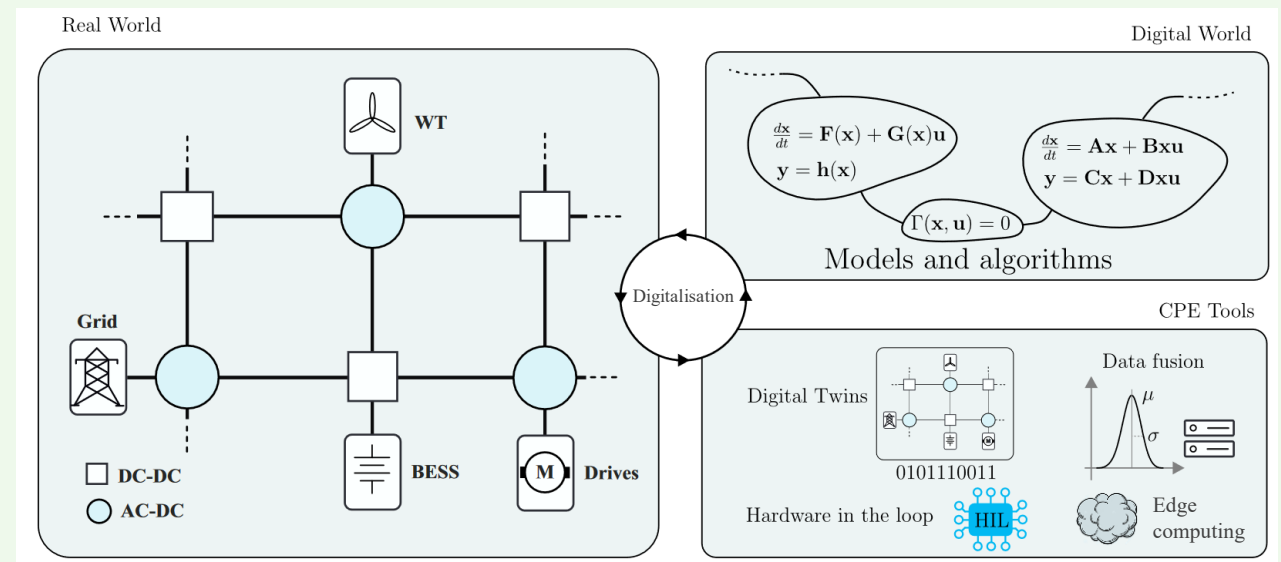 Real World
WT
Grid
BESS
M
Drives
DC-DC
AC-DC
Digitalisation
Digital World
d𝐱/dt = 𝐅(𝐱) + 𝐆(𝐱)𝐮
𝐲 = 𝐡(𝐱)
d𝐱/dt = 𝐀𝐱 + 𝐁𝐱𝐮
𝐲 = 𝐂𝐱 + 𝐃𝐱𝐮
Γ(𝐱, 𝐮) = 0
Models and algorithms
CPE Tools
Digital Twins
M
0101110011
Data fusion
μ
σ
Hardware in the loop
HIL
Edge
computing